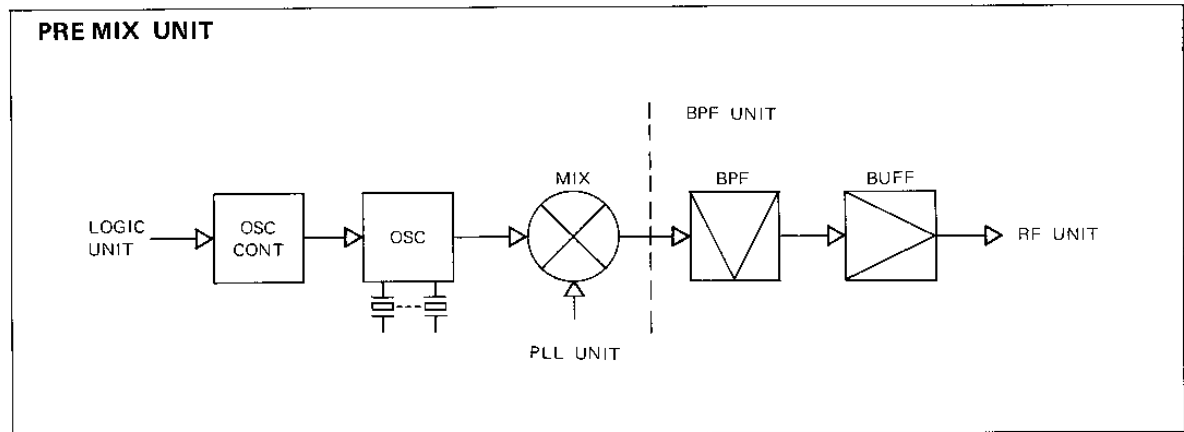 PRE MIX UNIT
BPF UNIT
MIX
BPF
BUFF
LOGIC
UNIT
OSC
CONT
OSC
RF UNIT
PLL UNIT